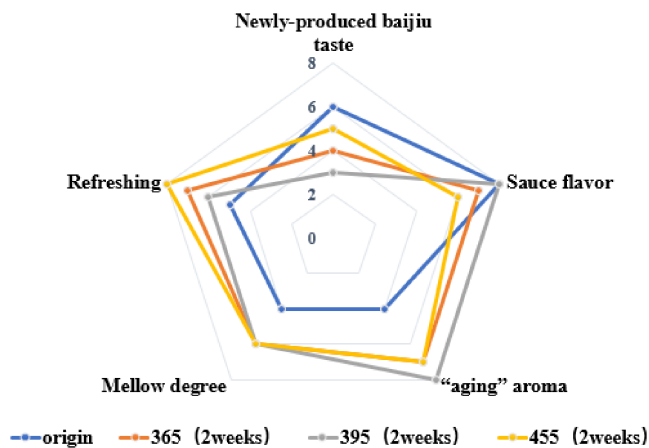 Newly-produced baijiu
taste
8
6
4
2
0
Refreshing
Sauce flavor
Mellow degree
“aging” aroma
origin
365（2weeks）
395（2weeks）
455（2weeks）